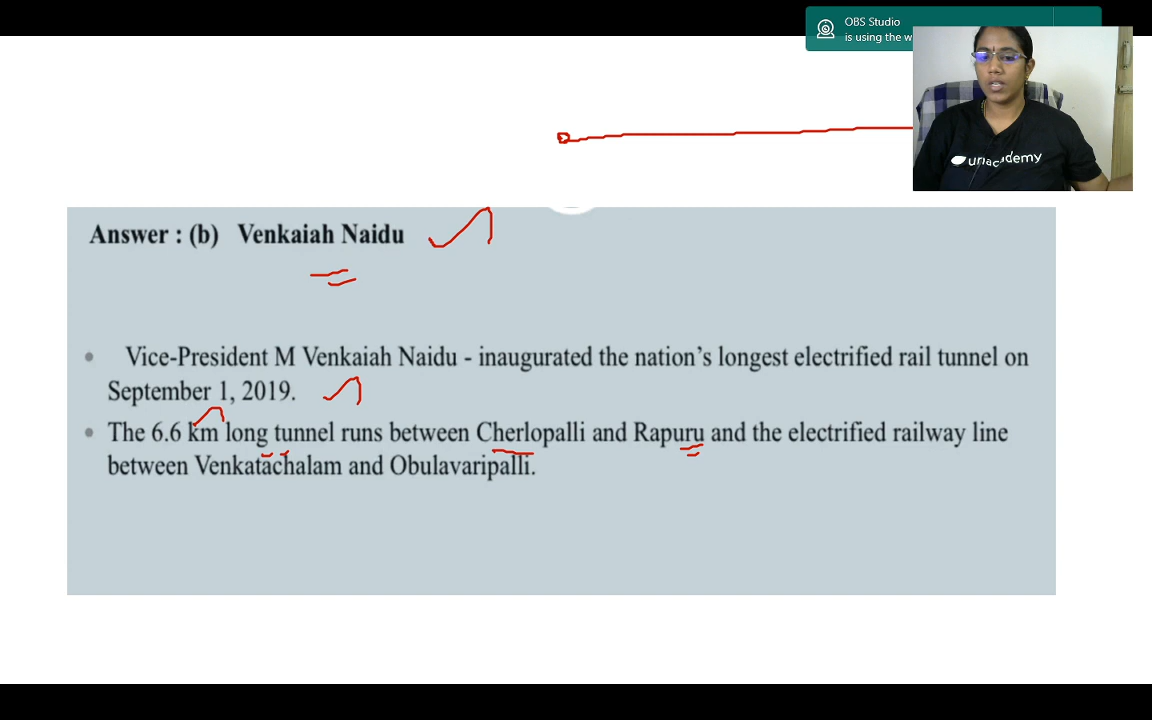 OBS Studio
is using the w
unacademy
Answer : (b) Venkaiah Naidu
Vice-President M Venkaiah Naidu - inaugurated the nation's longest electrified rail tunnel on
September 1, 2019.
The 6.6 km long tunnel runs between Cherlopalli and Rapuru and the electrified railway line
between Venkatachalam and Obulavaripalli.